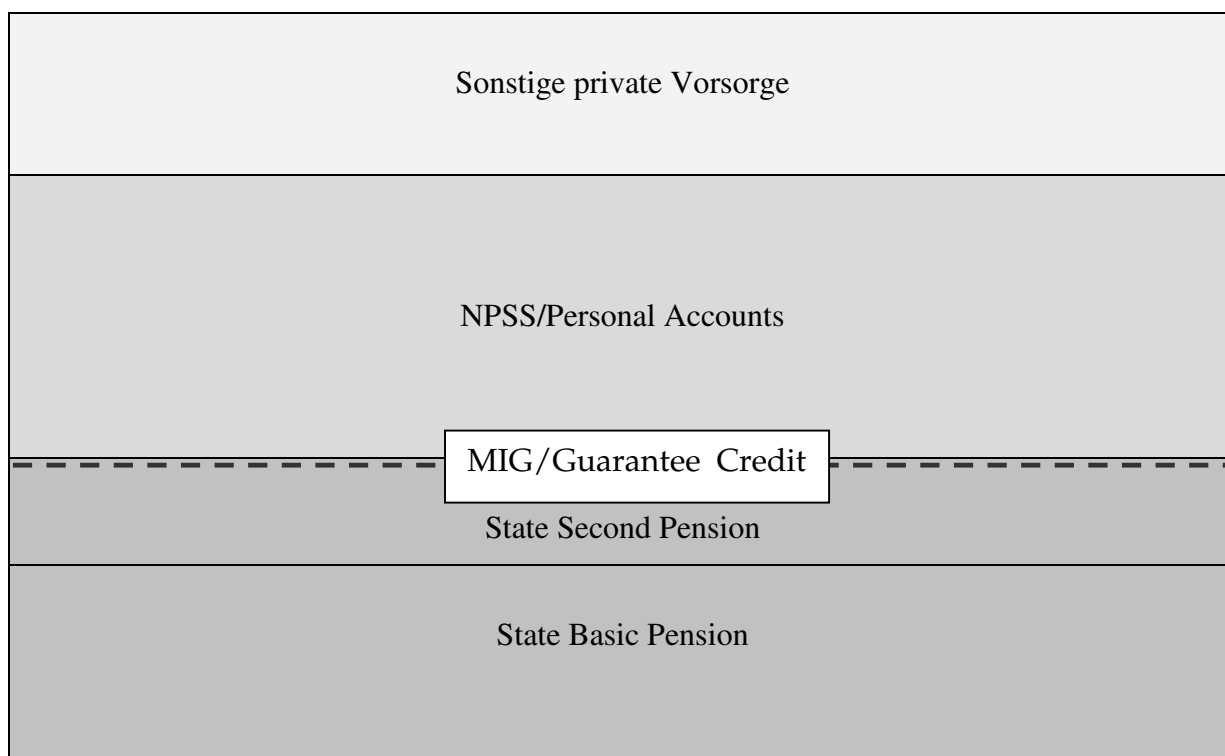 Sonstige private Vorsorge
NPSS/Personal Accounts
MIG/Guarantee Credit
State Second Pension
State Basic Pension